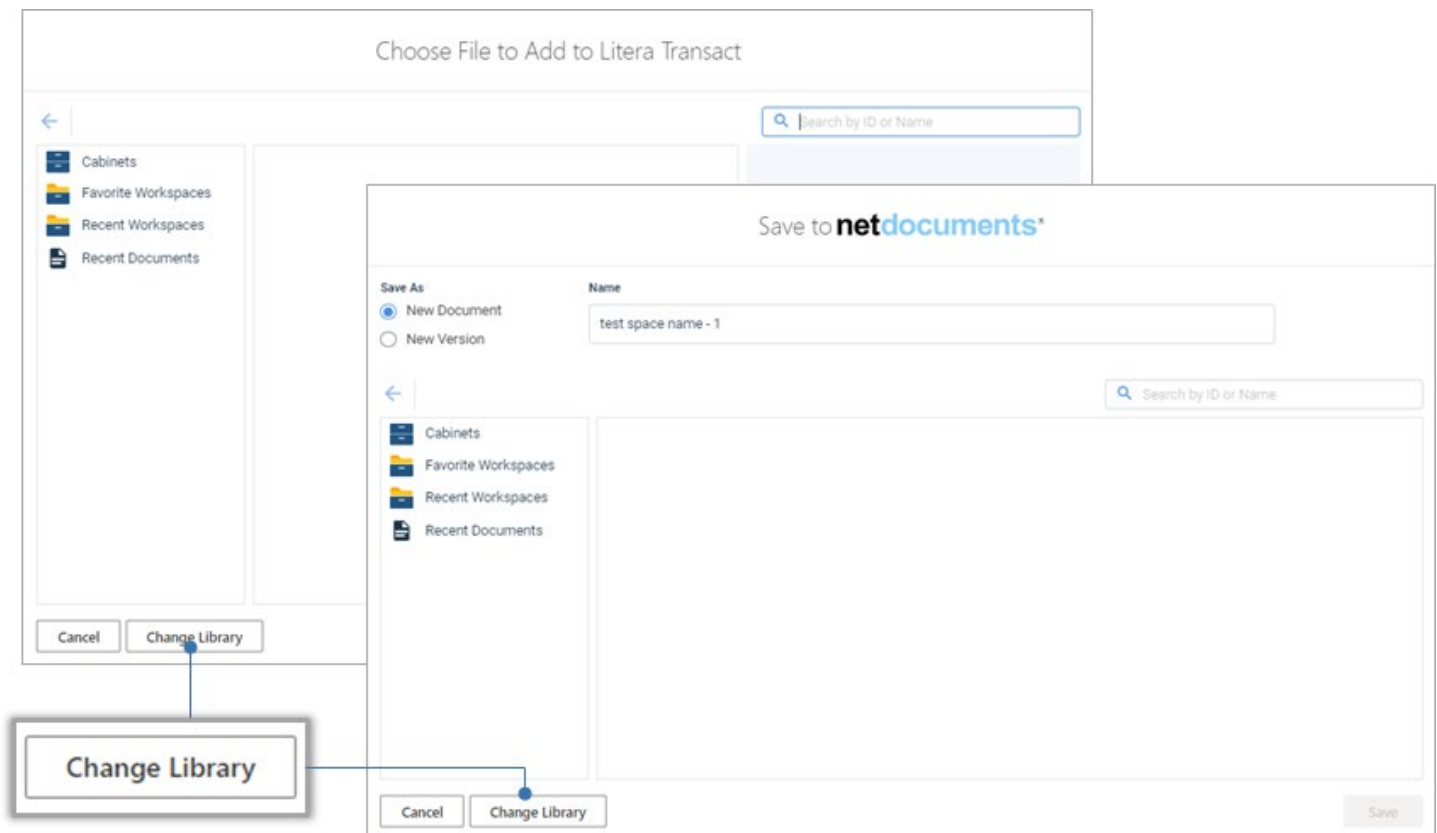 Choose File to Add to Litera Transact
Search by ID or Name
Cabinets
Favorite Workspaces
Recent Workspaces
Recent Documents
Cancel
Change Library
Save to netdocuments*
Save As
New Document
New Version
Name
test space name - 1
Search by ID or Name
Cabinets
Favorite Workspaces
Recent Workspaces
Recent Documents
Cancel
Change Library
Save
Change Library